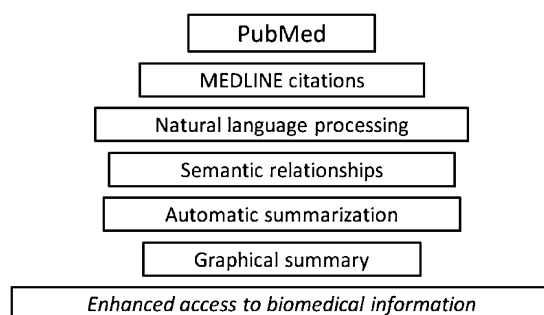 PubMed
MEDLINE citations
Natural language processing
Semantic relationships
Automatic summarization
Graphical summary
Enhanced access to biomedical information